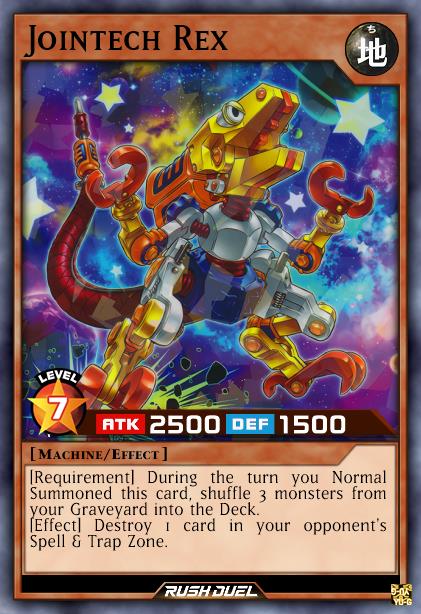 Jointech Rex
ち
地
LEVEL
7
ATK 2500 DEF 1500
[Machine/Effect]
[Requirement] During the turn you Normal
Summoned this card, shuffle 3 monsters from
your Graveyard into the Deck.
[Effect] Destroy 1 card in your opponent's
Spell & Trap Zone.
RUSH DUEL